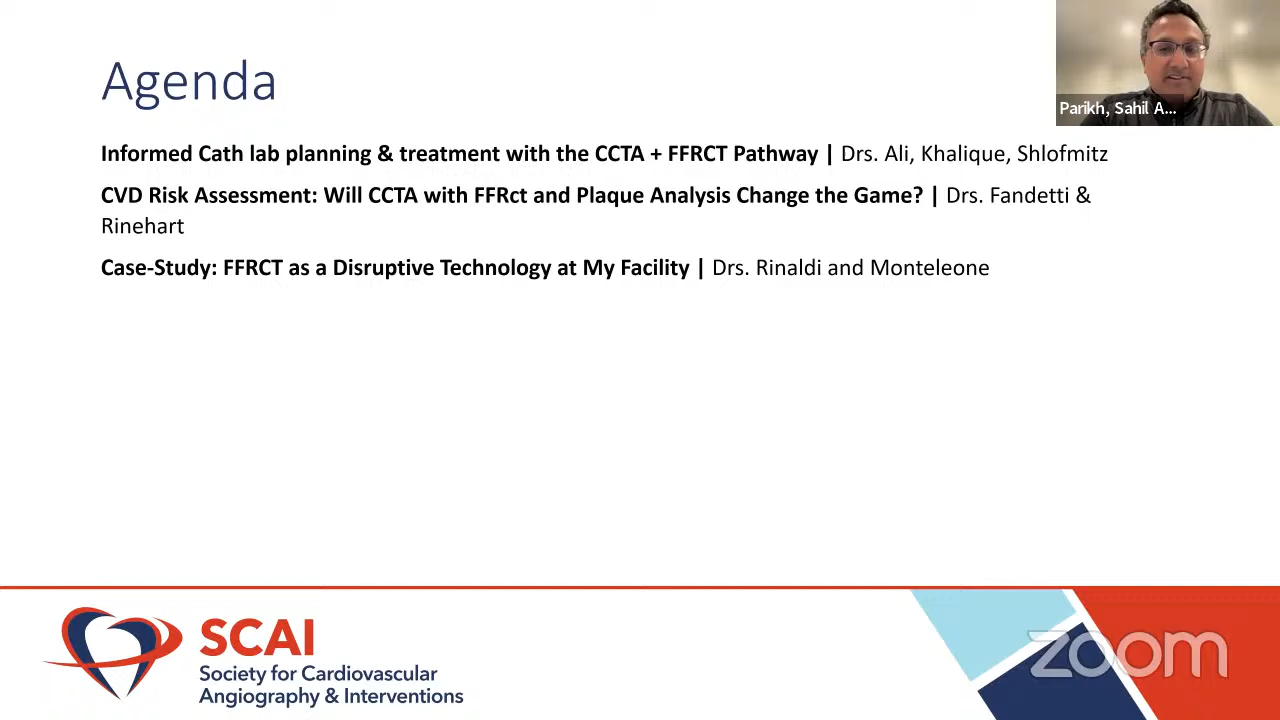 Agenda
Parikh, Sahil A...
Informed Cath lab planning & treatment with the CCTA + FFRCT Pathway | Drs. Ali, Khalique, Shlofmitz
CVD Risk Assessment: Will CCTA with FFRct and Plaque Analysis Change the Game? | Drs. Fandetti &
Rinehart
Case-Study: FFRCT as a Disruptive Technology at My Facility | Drs. Rinaldi and Monteleone
SCAI
Society for Cardiovascular
Angiography & Interventions
zoom